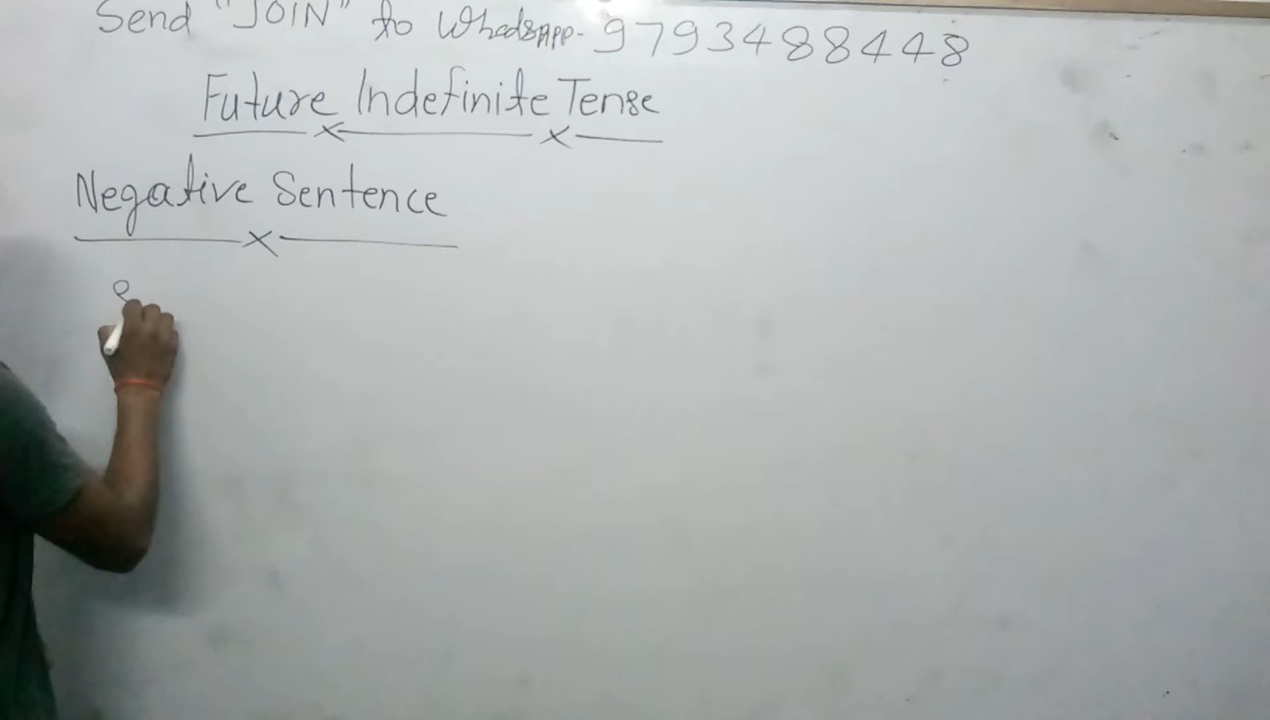 Send "JOIN" to WhatsApp- 9793488448
Future Indefinite Tense
Negative Sentence